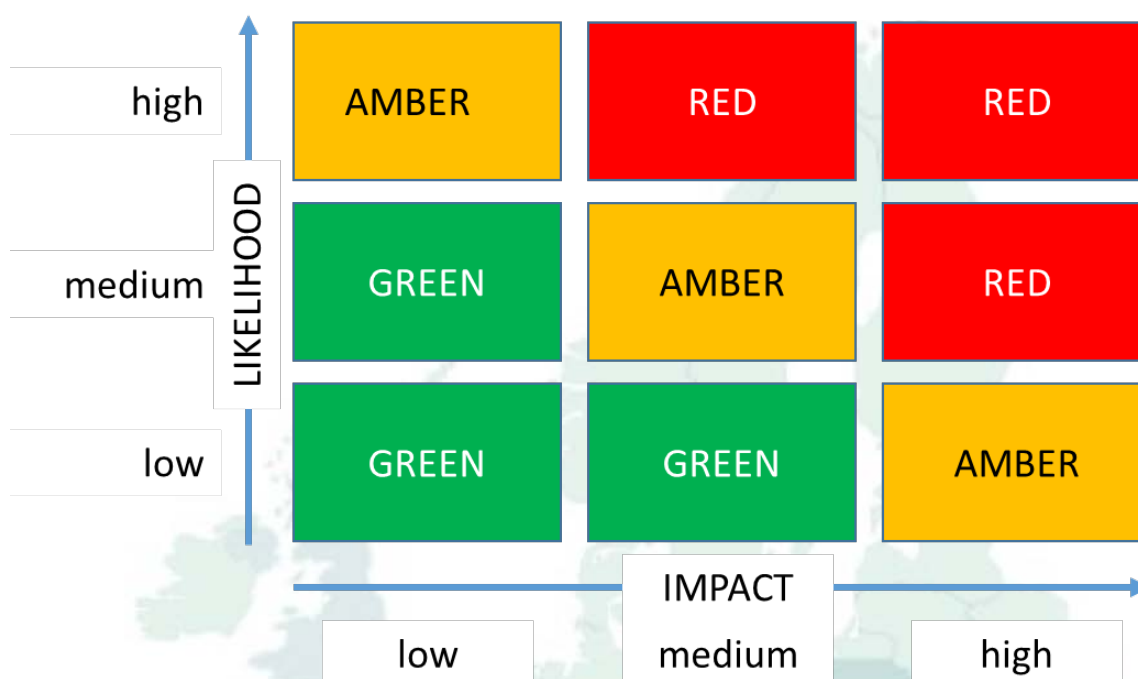 high
AMBER
RED
RED
LIKELIHOOD
medium
GREEN
AMBER
RED
low
GREEN
GREEN
AMBER
IMPACT
low
medium
high